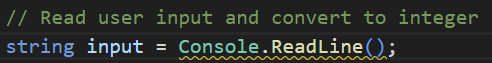 // Read user input and convert to integer
string input = Console.ReadLine();